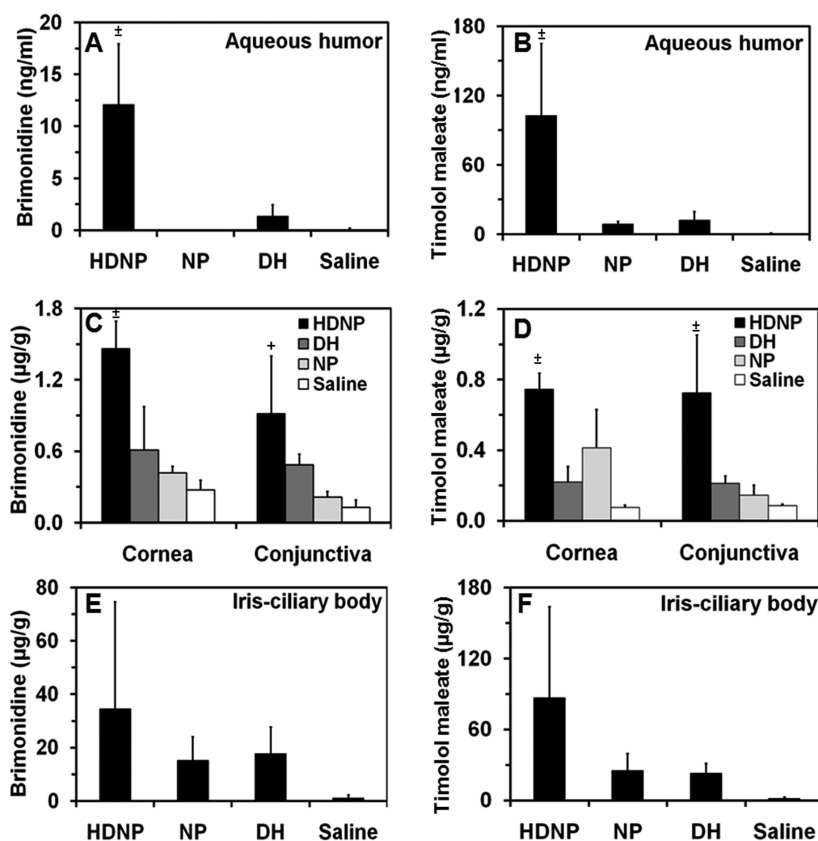 A
Aqueous humor
Brimonidine (ng/ml)
20
15
10
5
0
±
HDNP NP DH Saline
B
Aqueous humor
Timolol maleate (ng/ml)
180
120
60
0
±
HDNP NP DH Saline
C
Brimonidine (µg/g)
1.8
1.2
0.6
0.0
±
+
HDNP
DH
NP
Saline
Cornea Conjunctiva
D
Timolol maleate (µg/g)
1.2
0.8
0.4
0.0
±
±
HDNP
DH
NP
Saline
Cornea Conjunctiva
E
Iris-ciliary body
Brimonidine (µg/g)
80
60
40
20
0
HDNP NP DH Saline
F
Iris-ciliary body
Timolol maleate (µg/g)
180
120
60
0
HDNP NP DH Saline